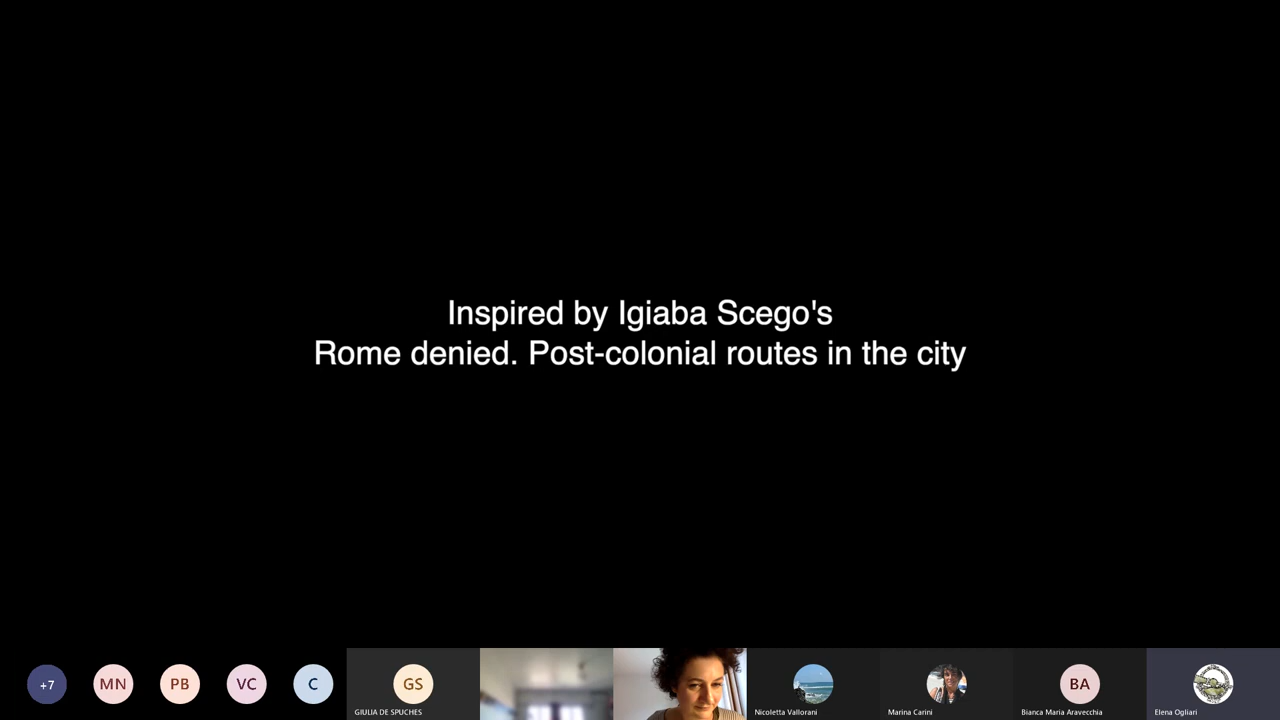 Inspired by Igiaba Scego's
Rome denied. Post-colonial routes in the city
+7
MN
PB
VC
C
GS
GIULIA DE SPUCHES
Nicoletta Vallorani
Marina Carini
BA
Bianca Maria Aravecchia
Elena Ogliari